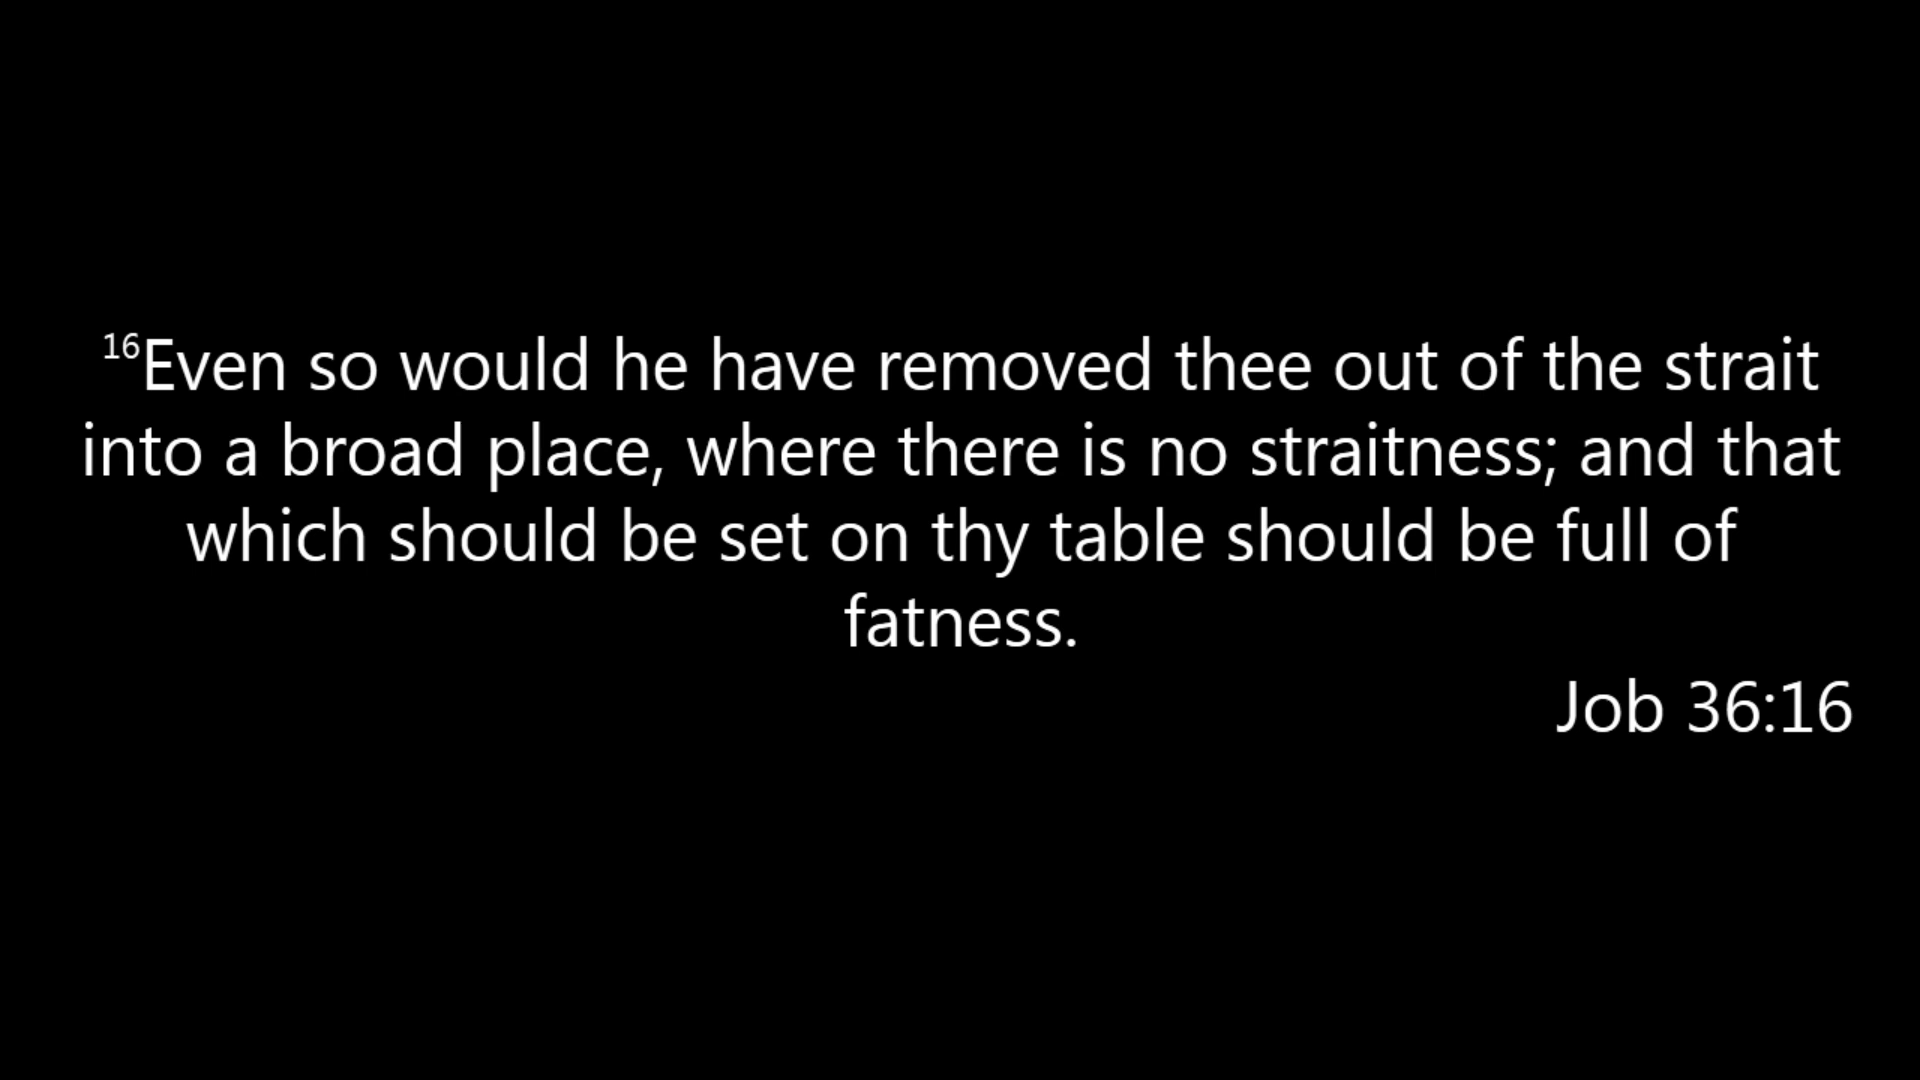 16Even so would he have removed thee out of the strait
into a broad place, where there is no straitness; and that
which should be set on thy table should be full of
fatness.
Job 36:16